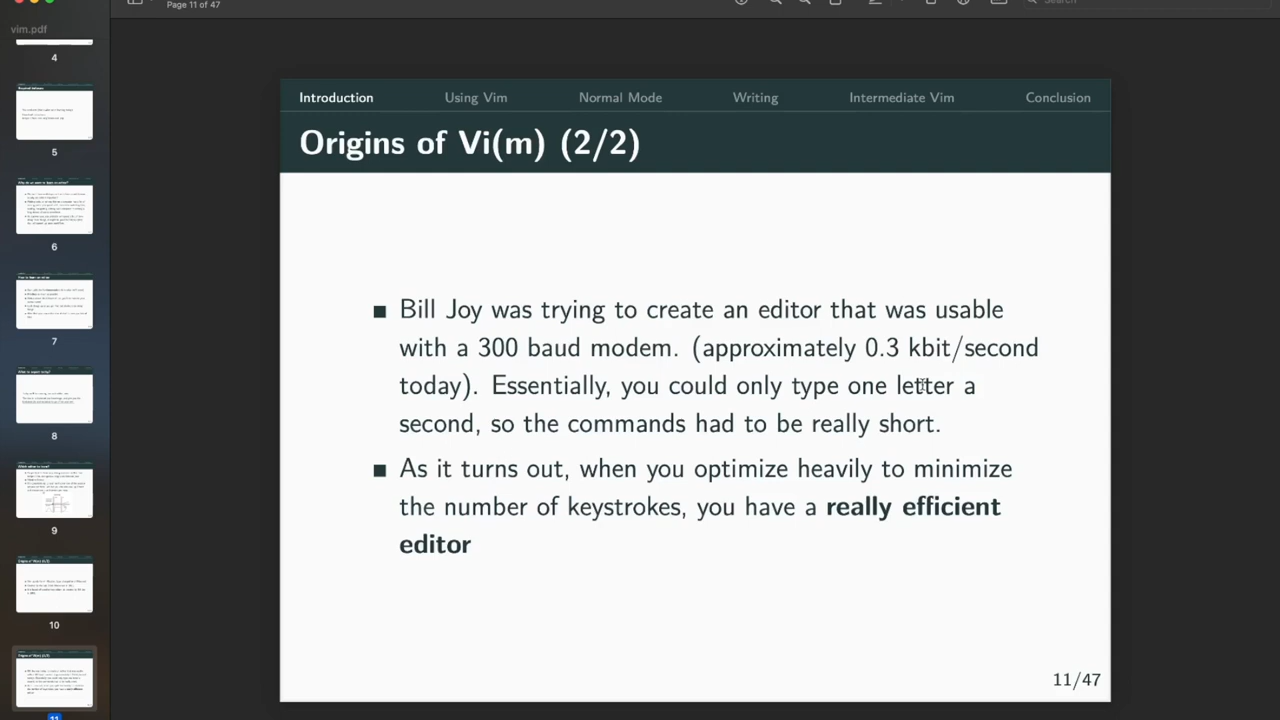 Page 11 of 47
vim.pdf
4
5
6
7
8
9
10
11
Introduction Using Vim Normal Mode Writing Intermediate Vim Conclusion
Origins of Vi(m) (2/2)
■ Bill Joy was trying to create an editor that was usable
with a 300 baud modem. (approximately 0.3 kbit/second
today). Essentially, you could only type one letter a
second, so the commands had to be really short.
■ As it turns out, when you optimize heavily to minimize
the number of keystrokes, you have a really efficient
editor
11/47
Search